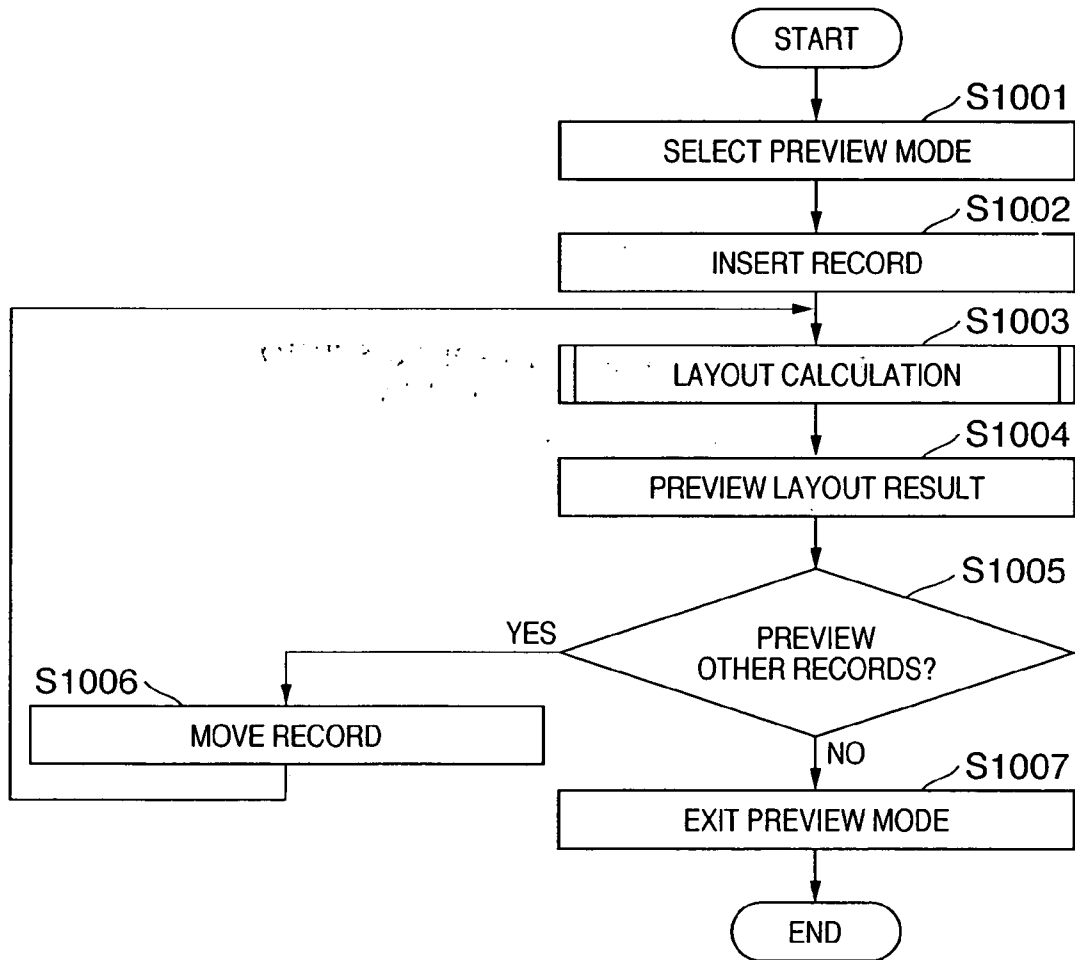 START
S1001
SELECT PREVIEW MODE
S1002
INSERT RECORD
S1003
LAYOUT CALCULATION
S1004
PREVIEW LAYOUT RESULT
S1005
PREVIEW
OTHER RECORDS?
YES
S1006
MOVE RECORD
NO
S1007
EXIT PREVIEW MODE
END